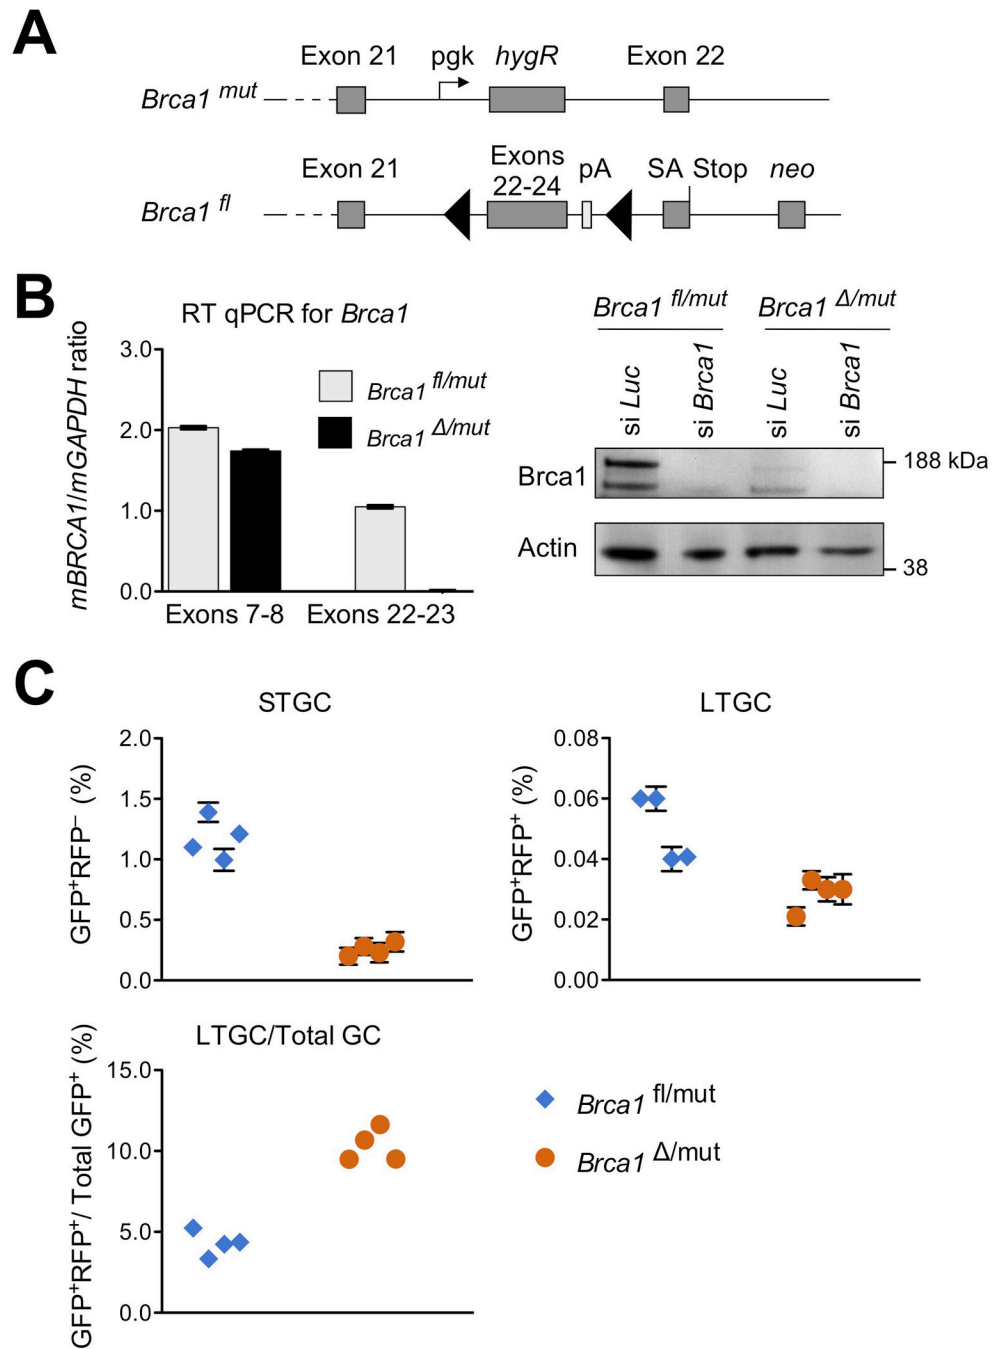 A
Exon 21 pgk hygR Exon 22
Brca1 mut
Exon 21 Exons 22-24 pA SA Stop neo
Brca1 fl
B
RT qPCR for Brca1
mBRCA1/mGAPDH ratio
3.0
2.0
1.0
0.0
Brca1 fl/mut
Brca1 Δ/mut
Exons 7-8 Exons 22-23
Brca1 fl/mut Brca1 Δ/mut
si Luc si Brca1 si Luc si Brca1
Brca1 188 kDa
Actin 38
C
STGC
GFP⁺RFP⁻ (%)
2.0
1.5
1.0
0.5
0.0
LTGC
GFP⁺RFP⁺ (%)
0.08
0.06
0.04
0.02
0.00
LTGC/Total GC
GFP⁺RFP⁺/ Total GFP⁺ (%)
15.0
10.0
5.0
0.0
Brca1 fl/mut
Brca1 Δ/mut